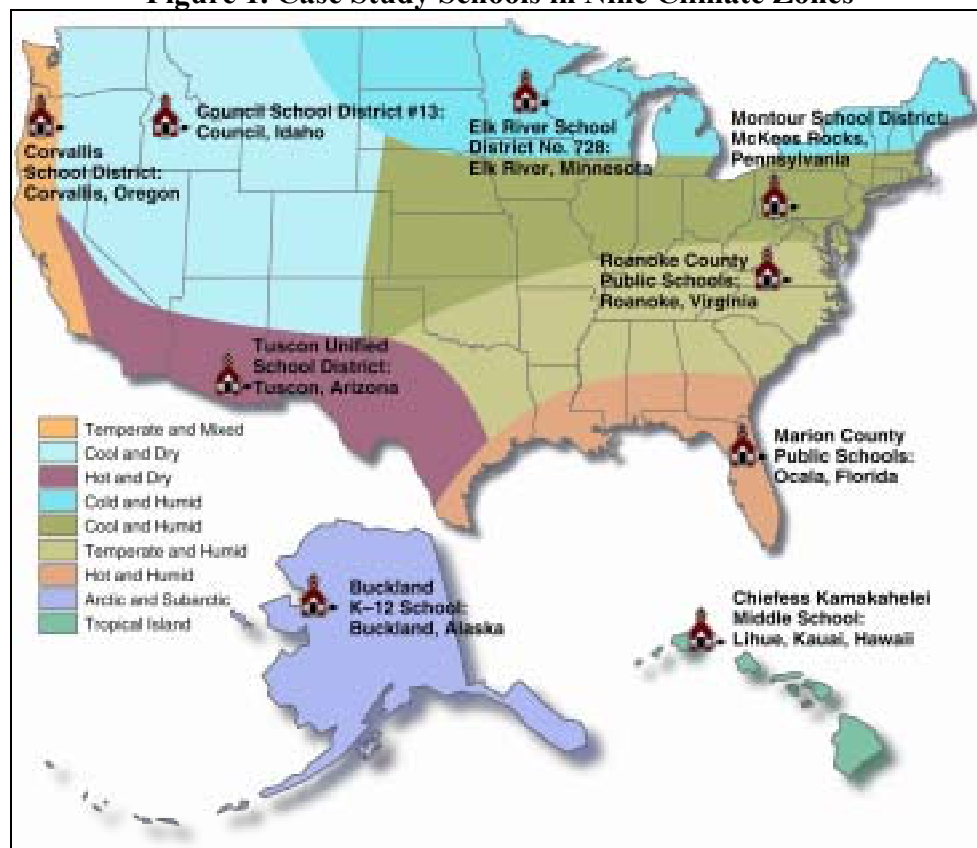 Figure 1. Case Study Schools in Nine Climate Zones
Council School District #13:
Council, Idaho
Corvallis
School District:
Corvallis, Oregon
Elk River School
District No. 728:
Elk River, Minnesota
Montour School District:
McKees Rocks,
Pennsylvania
Roanoke County
Public Schools:
Roanoke, Virginia
Tuscon Unified
School District:
Tuscon, Arizona
Marion County
Public Schools:
Ocala, Florida
Temperate and Mixed
Cool and Dry
Hot and Dry
Cold and Humid
Cool and Humid
Temperate and Humid
Hot and Humid
Arctic and Subarctic
Tropical Island
Buckland
K–12 School:
Buckland, Alaska
Chiefess Kamakahelei
Middle School:
Lihue, Kauai, Hawaii